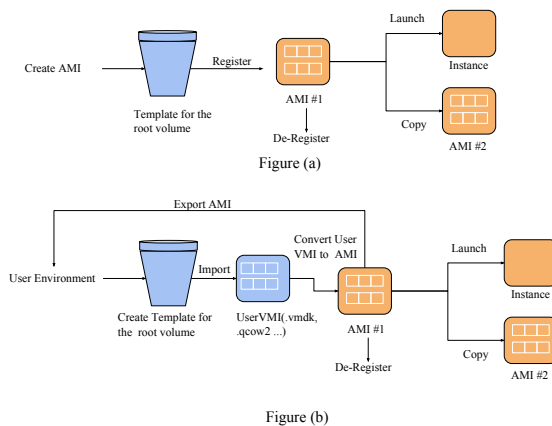 Launch
Create AMI
Register
Instance
Template for the
root volume
AMI #1
De-Register
Copy
AMI #2
Figure (a)
Export AMI
Convert User
VMI to AMI
User Environment
Import
Launch
Instance
Create Template for
the root volume
UserVMI(.vmdk,
.qcow2 ...)
AMI #1
De-Register
Copy
AMI #2
Figure (b)